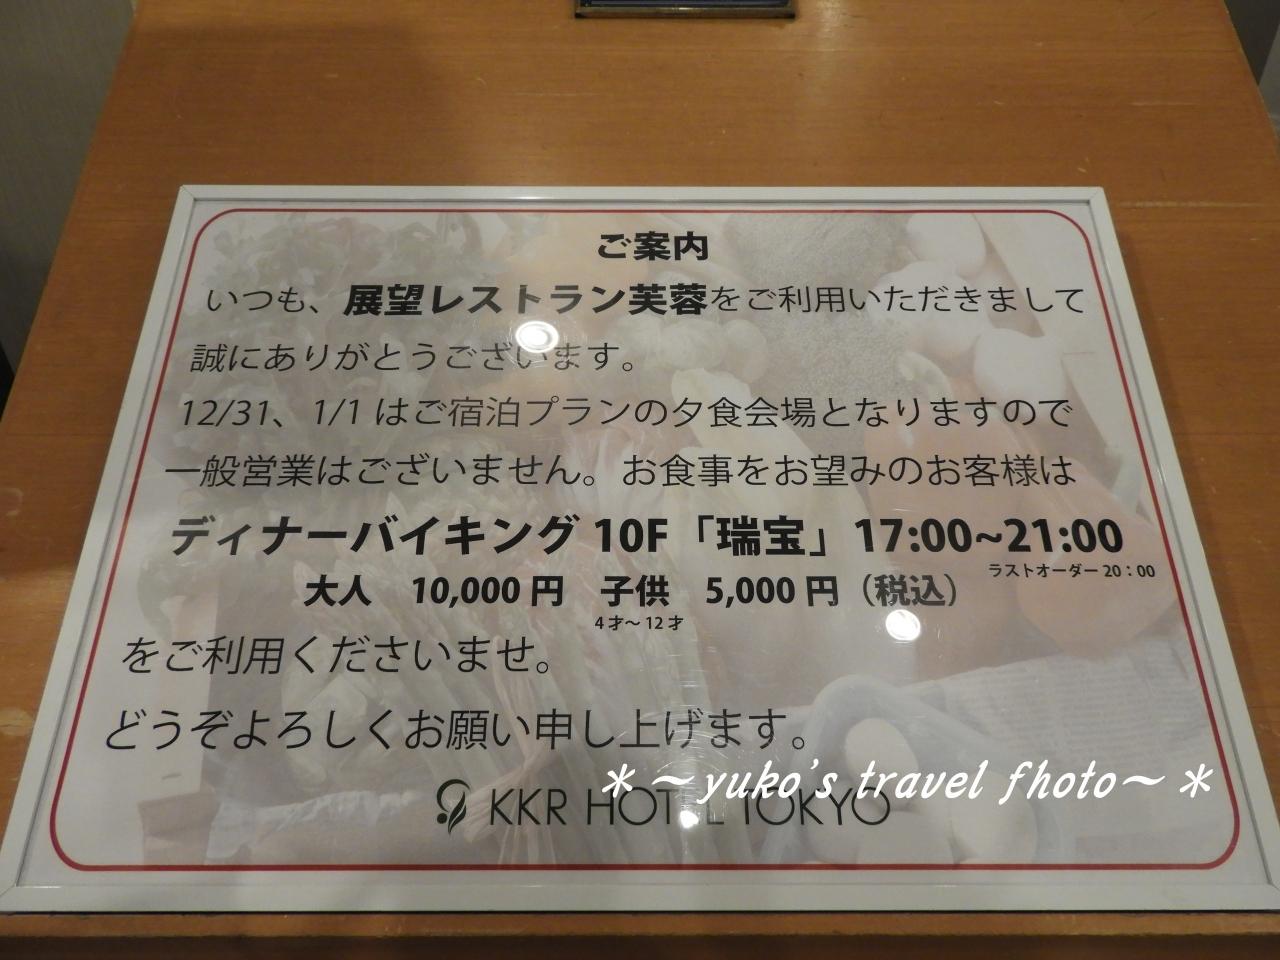 ご案内
いつも、展望レストラン芙蓉をご利用いただきまして
誠にありがとうございます。
12/31、1/1 はご宿泊プランの夕食会場となりますので
一般営業はございません。お食事をお望みのお客様は
ディナーバイキング 10F「瑞宝」17:00~21:00
ラストオーダー 20：00
大人　10,000 円　子供　5,000 円（税込）
4 才～ 12 才
をご利用くださいませ。
どうぞよろしくお願い申し上げます。
＊～yuko's travel fhoto～＊
KKR HOTEL TOKYO